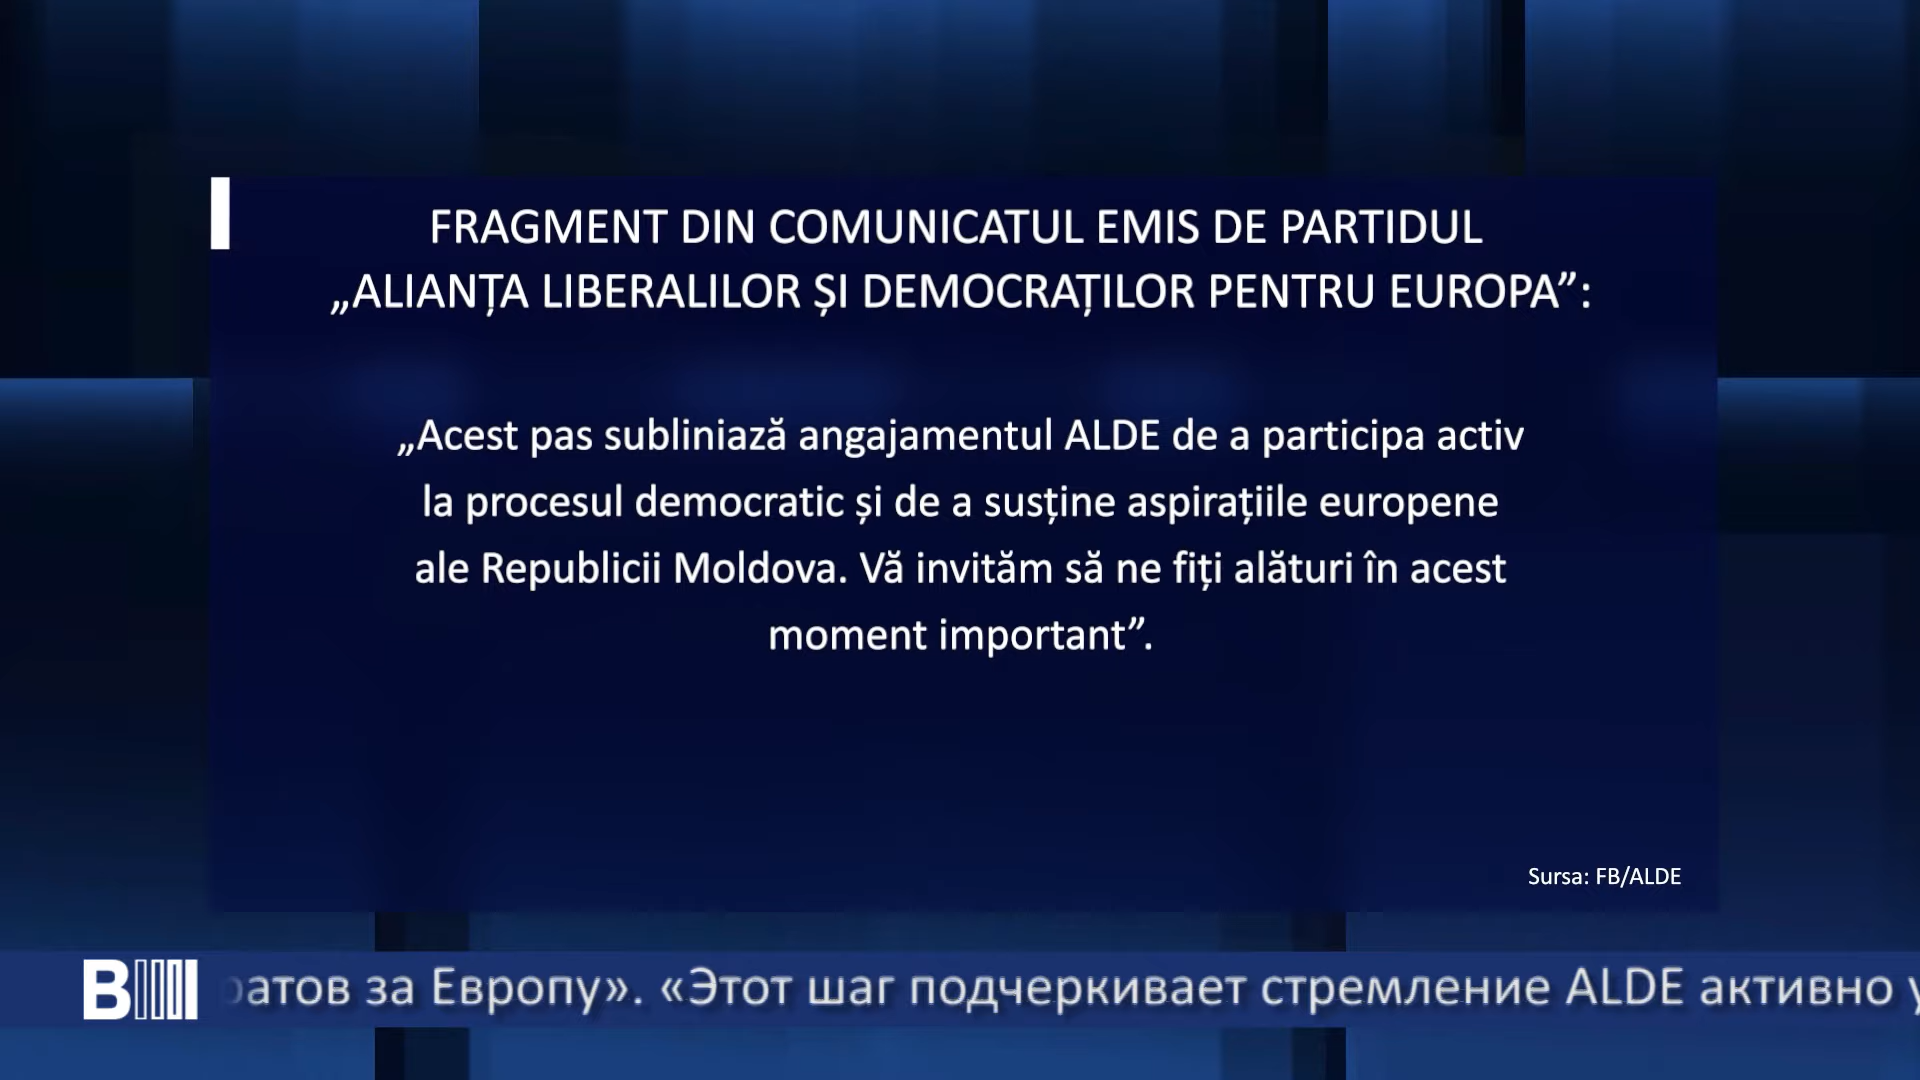 FRAGMENT DIN COMUNICATUL EMIS DE PARTIDUL
„ALIANȚA LIBERALILOR ȘI DEMOCRAȚILOR PENTRU EUROPA”:
„Acest pas subliniază angajamentul ALDE de a participa activ
la procesul democratic și de a susține aspirațiile europene
ale Republicii Moldova. Vă invităm să ne fiți alături în acest
moment important”.
Sursa: FB/ALDE
за Европу». «Этот шаг подчеркивает стремление ALDE активно